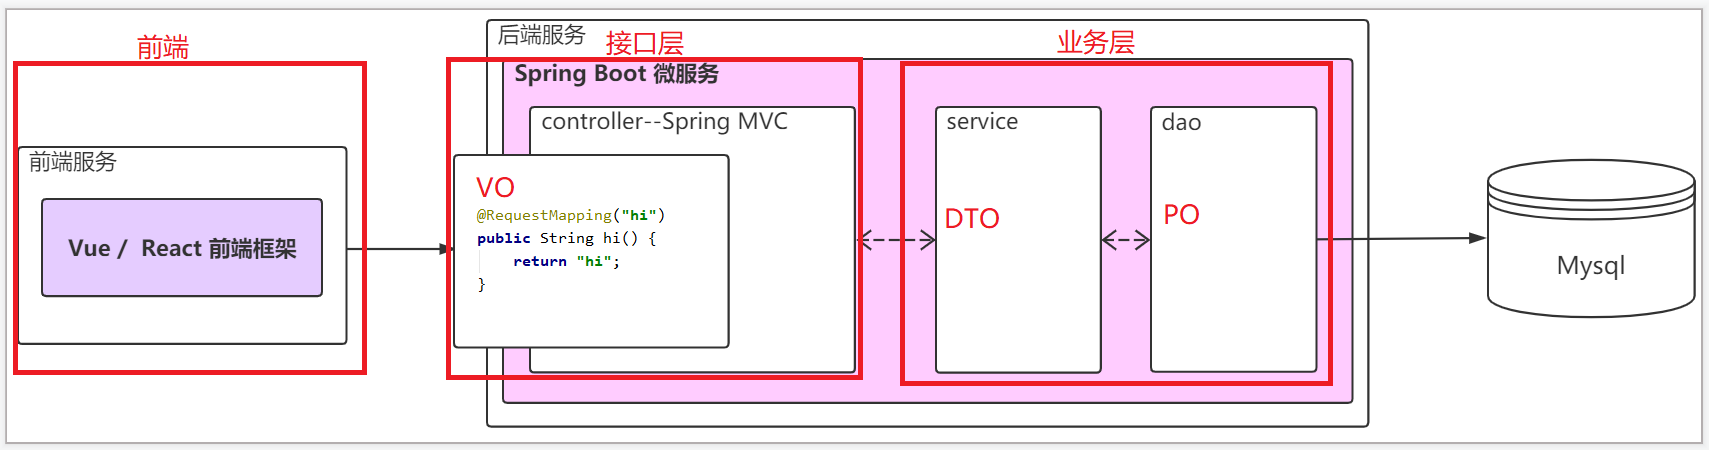 前端
前端服务
Vue / React 前端框架
后端服务
接口层
Spring Boot 微服务
controller--Spring MVC
VO
@RequestMapping("hi")
public String hi() {
return "hi";
}
业务层
service
DTO
dao
PO
Mysql